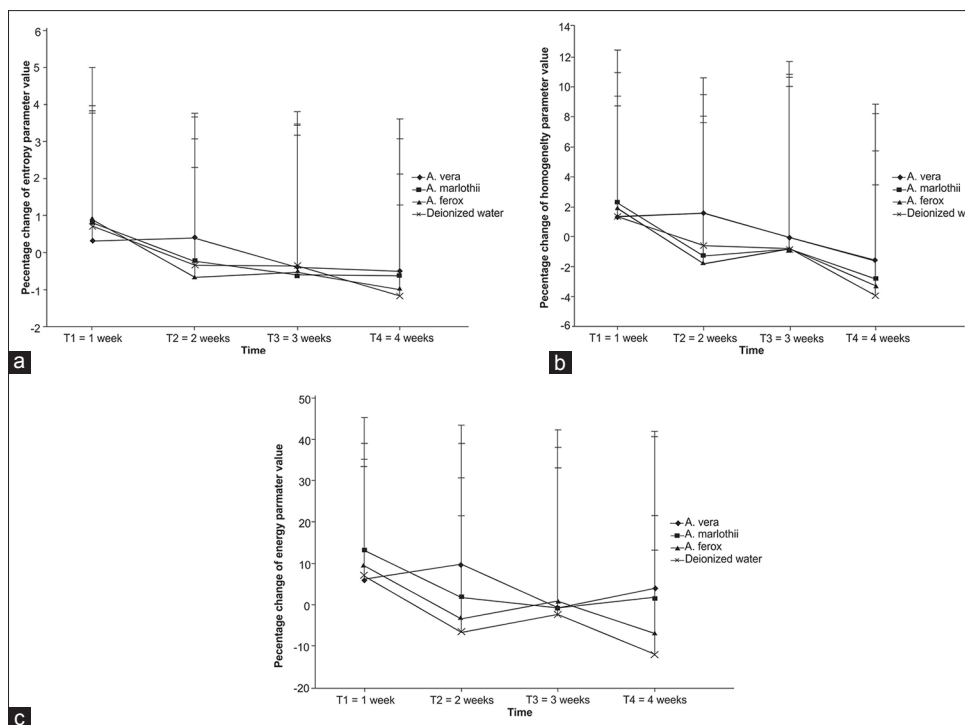 6
5
4
3
2
1
0
-1
-2
Pecentage change of entropy parameter value
T1 = 1 week T2 = 2 weeks T3 = 3 weeks T4 = 4 weeks
Time
A. vera
A. marlothii
A. ferox
Deionized water
a
14
12
10
8
6
4
2
0
-2
-4
-6
Pecentage change of homogeneity parameter value
T1 = 1 week T2 = 2 weeks T3 = 3 weeks T4 = 4 weeks
Time
A. vera
A. marlothii
A. ferox
Deionized w
b
50
40
30
20
10
0
-10
-20
Pecentage change of energy parmater value
T1 = 1 week T2 = 2 weeks T3 = 3 weeks T4 = 4 weeks
Time
A. vera
A. marlothii
A. ferox
Deionized water
c